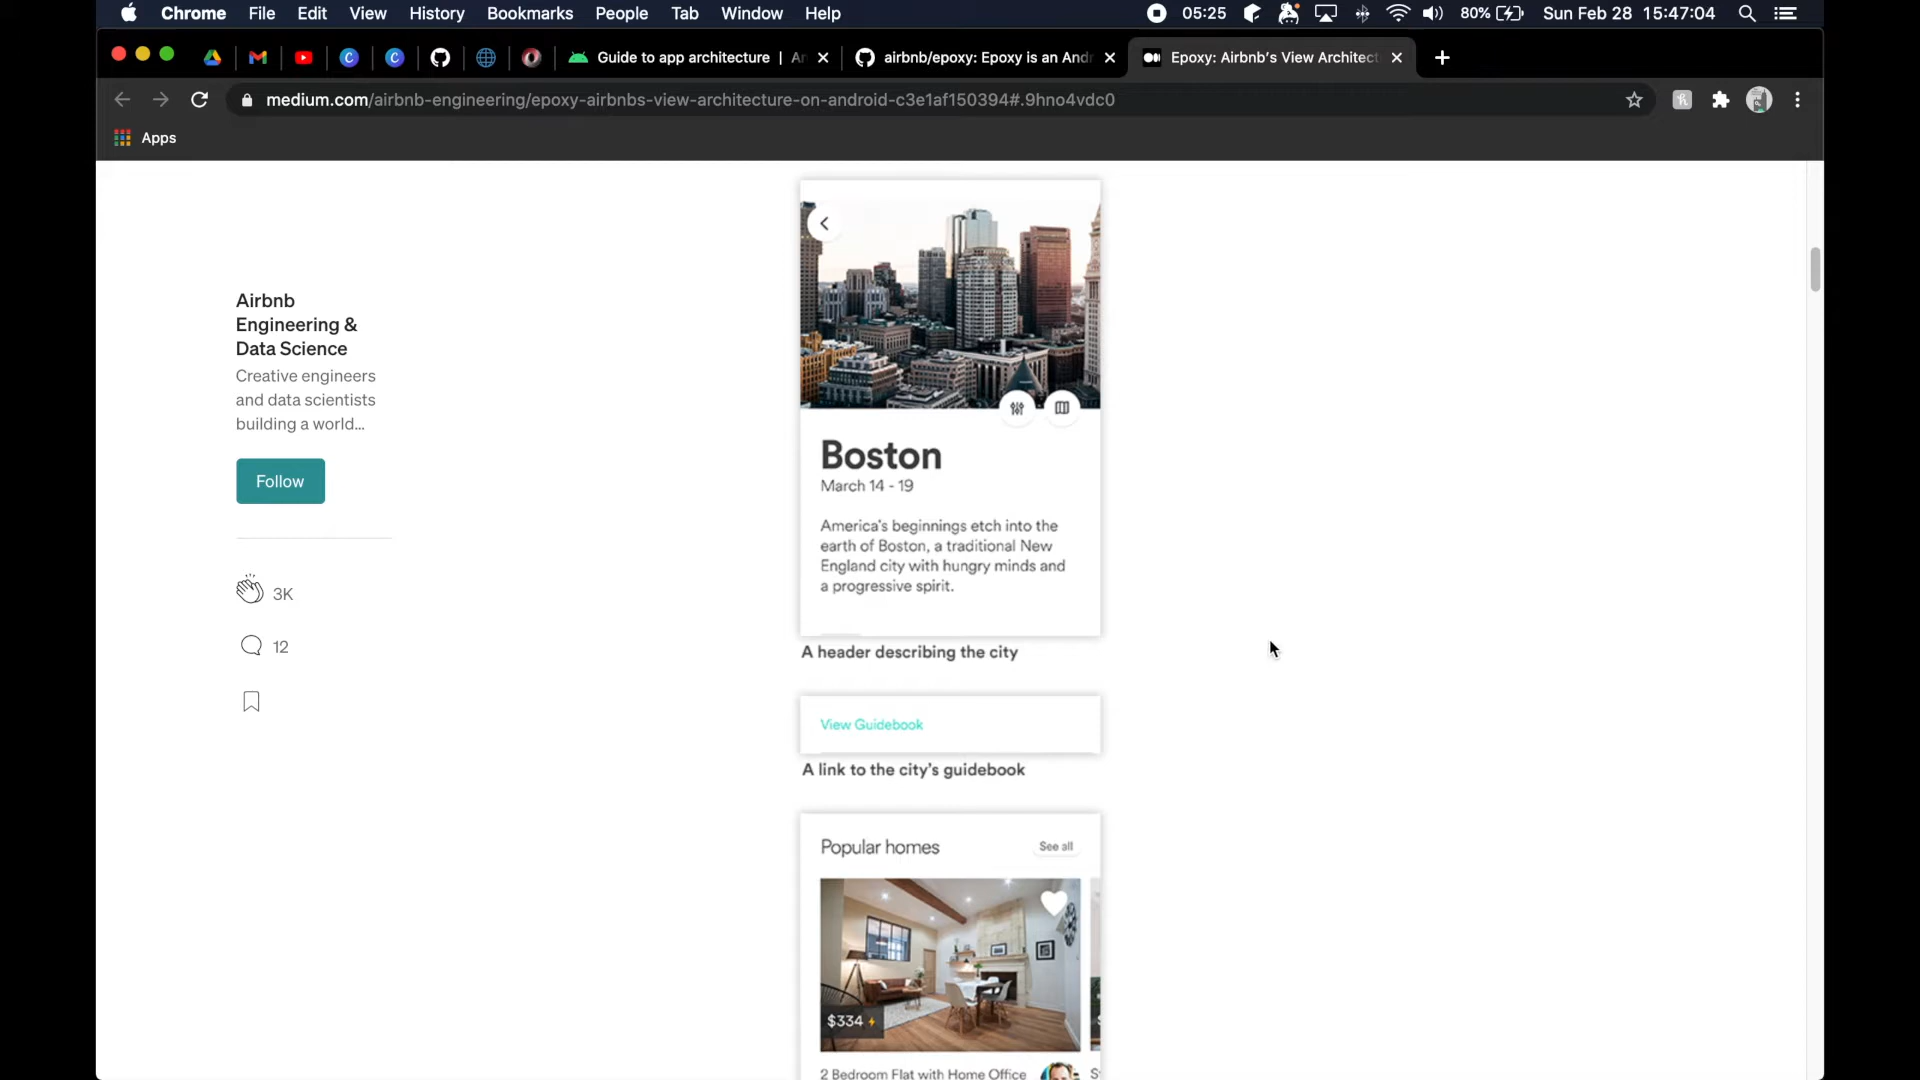 Chrome File Edit View History Bookmarks People Tab Window Help 05:25 80% Sun Feb 28 15:47:04
Guide to app architecture | An airbnb/epoxy: Epoxy is an Andr Epoxy: Airbnb's View Architect
medium.com/airbnb-engineering/epoxy-airbnbs-view-architecture-on-android-c3e1af150394#.9hno4vdc0
Apps
Airbnb
Engineering &
Data Science
Creative engineers
and data scientists
building a world...
Follow
3K
12
Boston
March 14 - 19
America's beginnings etch into the
earth of Boston, a traditional New
England city with hungry minds and
a progressive spirit.
A header describing the city
View Guidebook
A link to the city's guidebook
Popular homes See all
$334
2 Bedroom Flat with Home Office